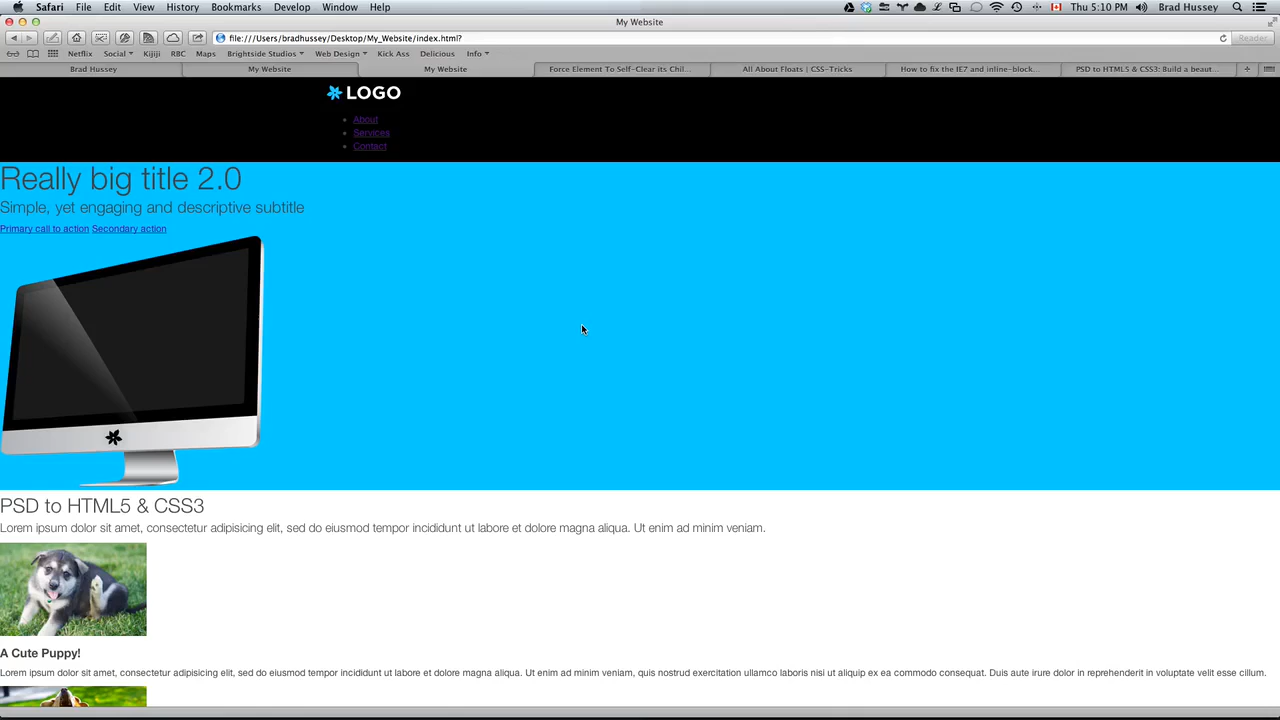 Safari File Edit View History Bookmarks Develop Window Help Thu 5:10 PM Brad Hussey
My Website
file:///Users/bradhussey/Desktop/My_Website/index.html? Reader
Netflix Social Kijiji RBC Maps Brightside Studios Web Design Kick Ass Delicious Info
Brad Hussey My Website My Website Force Element To Self-Clear its Chil... All About Floats | CSS-Tricks How to fix the IE7 and inline-block... PSD to HTML5 & CSS3: Build a beaut...
LOGO
About
Services
Contact
Really big title 2.0
Simple, yet engaging and descriptive subtitle
Primary call to action Secondary action
PSD to HTML5 & CSS3
Lorem ipsum dolor sit amet, consectetur adipisicing elit, sed do eiusmod tempor incididunt ut labore et dolore magna aliqua. Ut enim ad minim veniam.
A Cute Puppy!
Lorem ipsum dolor sit amet, consectetur adipisicing elit, sed do eiusmod tempor incididunt ut labore et dolore magna aliqua. Ut enim ad minim veniam, quis nostrud exercitation ullamco laboris nisi ut aliquip ex ea commodo consequat. Duis aute irure dolor in reprehenderit in voluptate velit esse cillum.